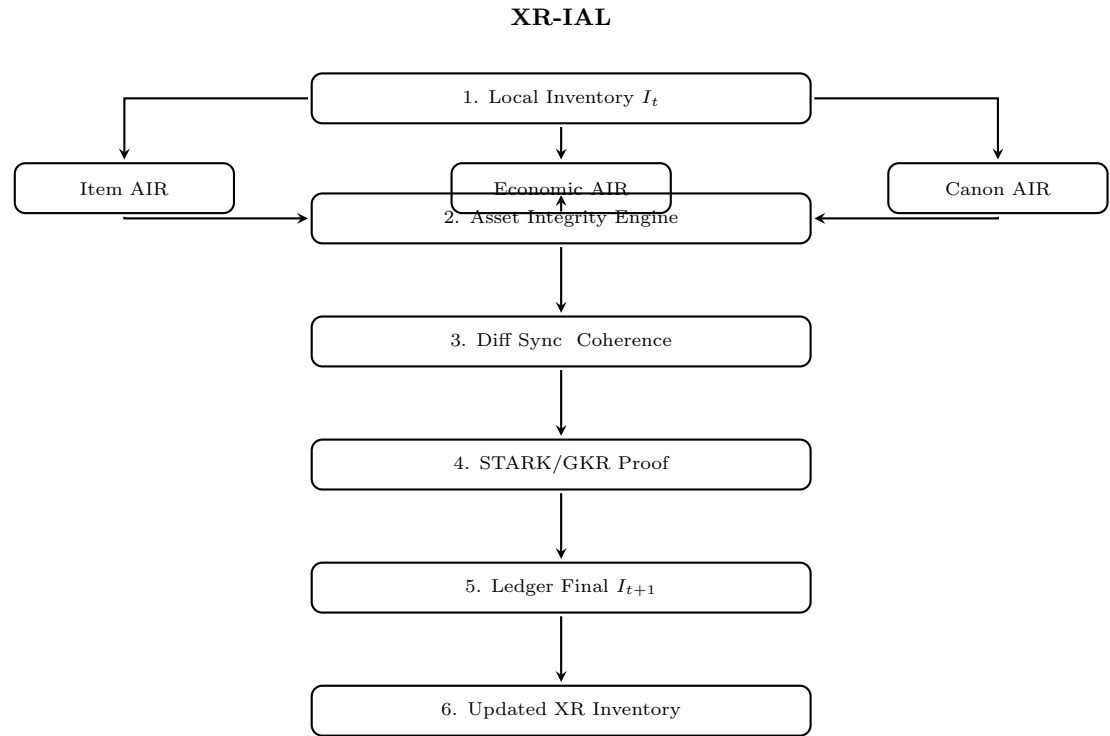 XR-IAL
1. Local Inventory I_t
Item AIR
Economic AIR
Canon AIR
2. Asset Integrity Engine
3. Diff Sync Coherence
4. STARK/GKR Proof
5. Ledger Final I_{t+1}
6. Updated XR Inventory